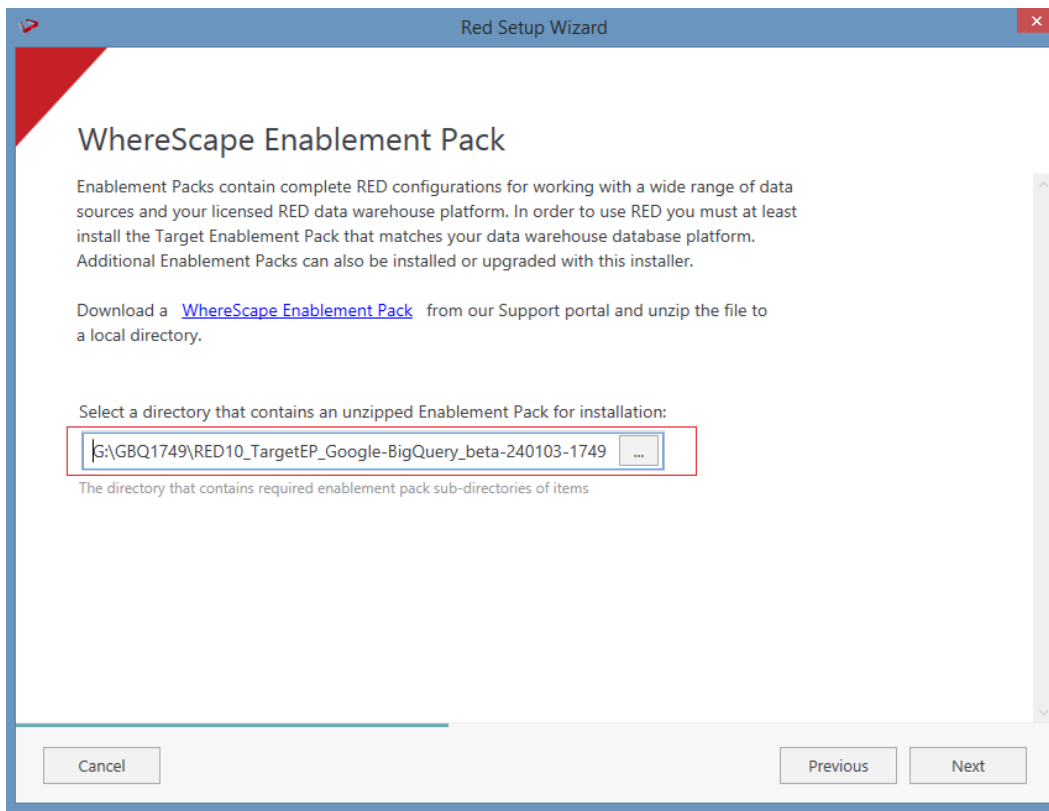 Red Setup Wizard
WhereScape Enablement Pack
Enablement Packs contain complete RED configurations for working with a wide range of data
sources and your licensed RED data warehouse platform. In order to use RED you must at least
install the Target Enablement Pack that matches your data warehouse database platform.
Additional Enablement Packs can also be installed or upgraded with this installer.
Download a WhereScape Enablement Pack from our Support portal and unzip the file to
a local directory.
Select a directory that contains an unzipped Enablement Pack for installation:
G:\GBQ1749\RED10_TargetEP_Google-BigQuery_beta-240103-1749 ...
The directory that contains required enablement pack sub-directories of items
Cancel Previous Next